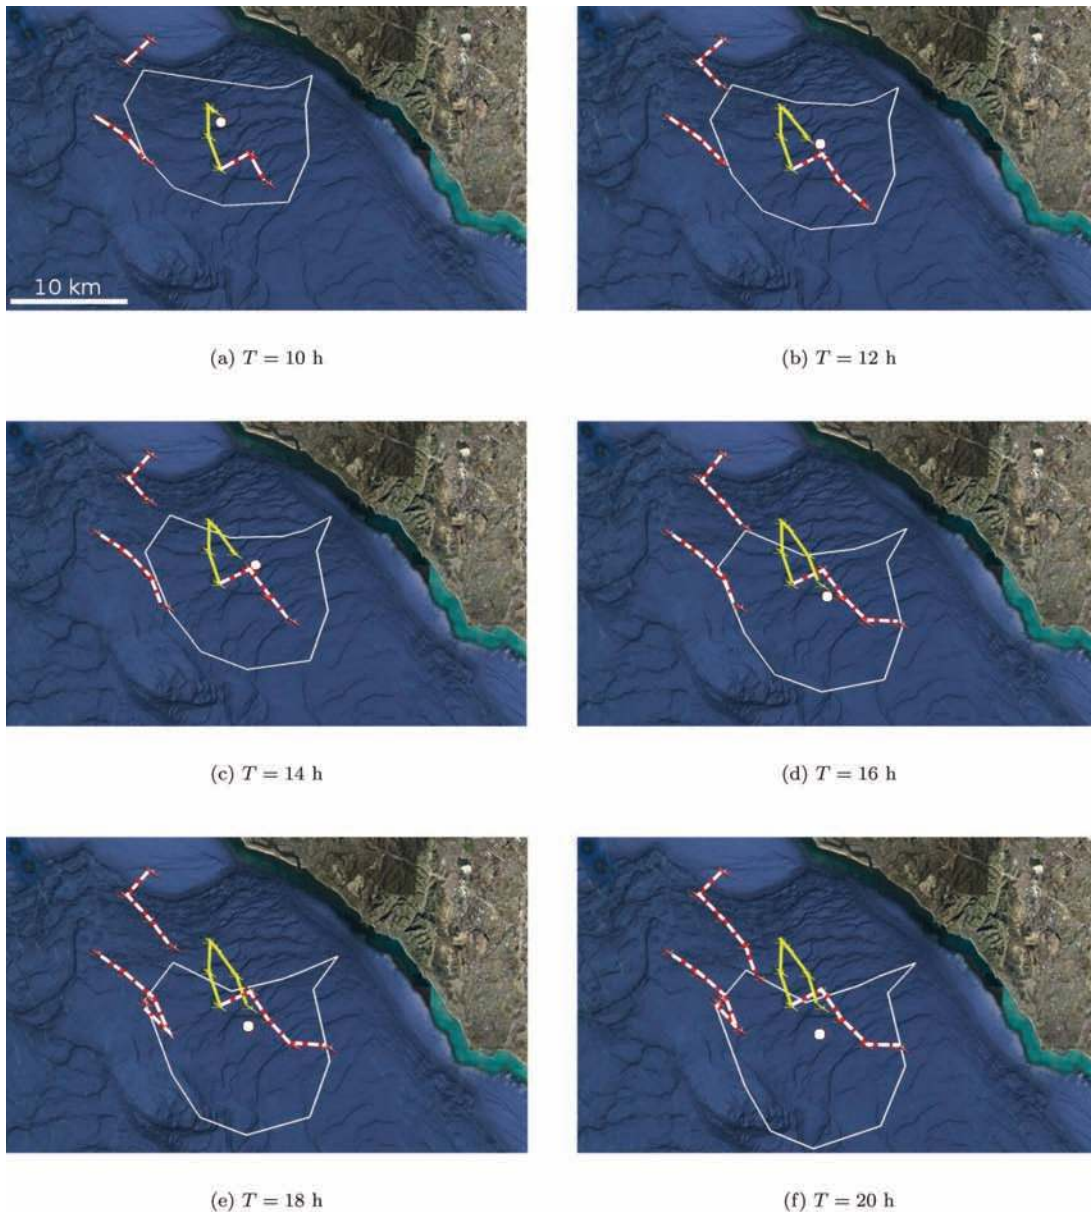 10 km
(a) T = 10 h
(b) T = 12 h
(c) T = 14 h
(d) T = 16 h
(e) T = 18 h
(f) T = 20 h